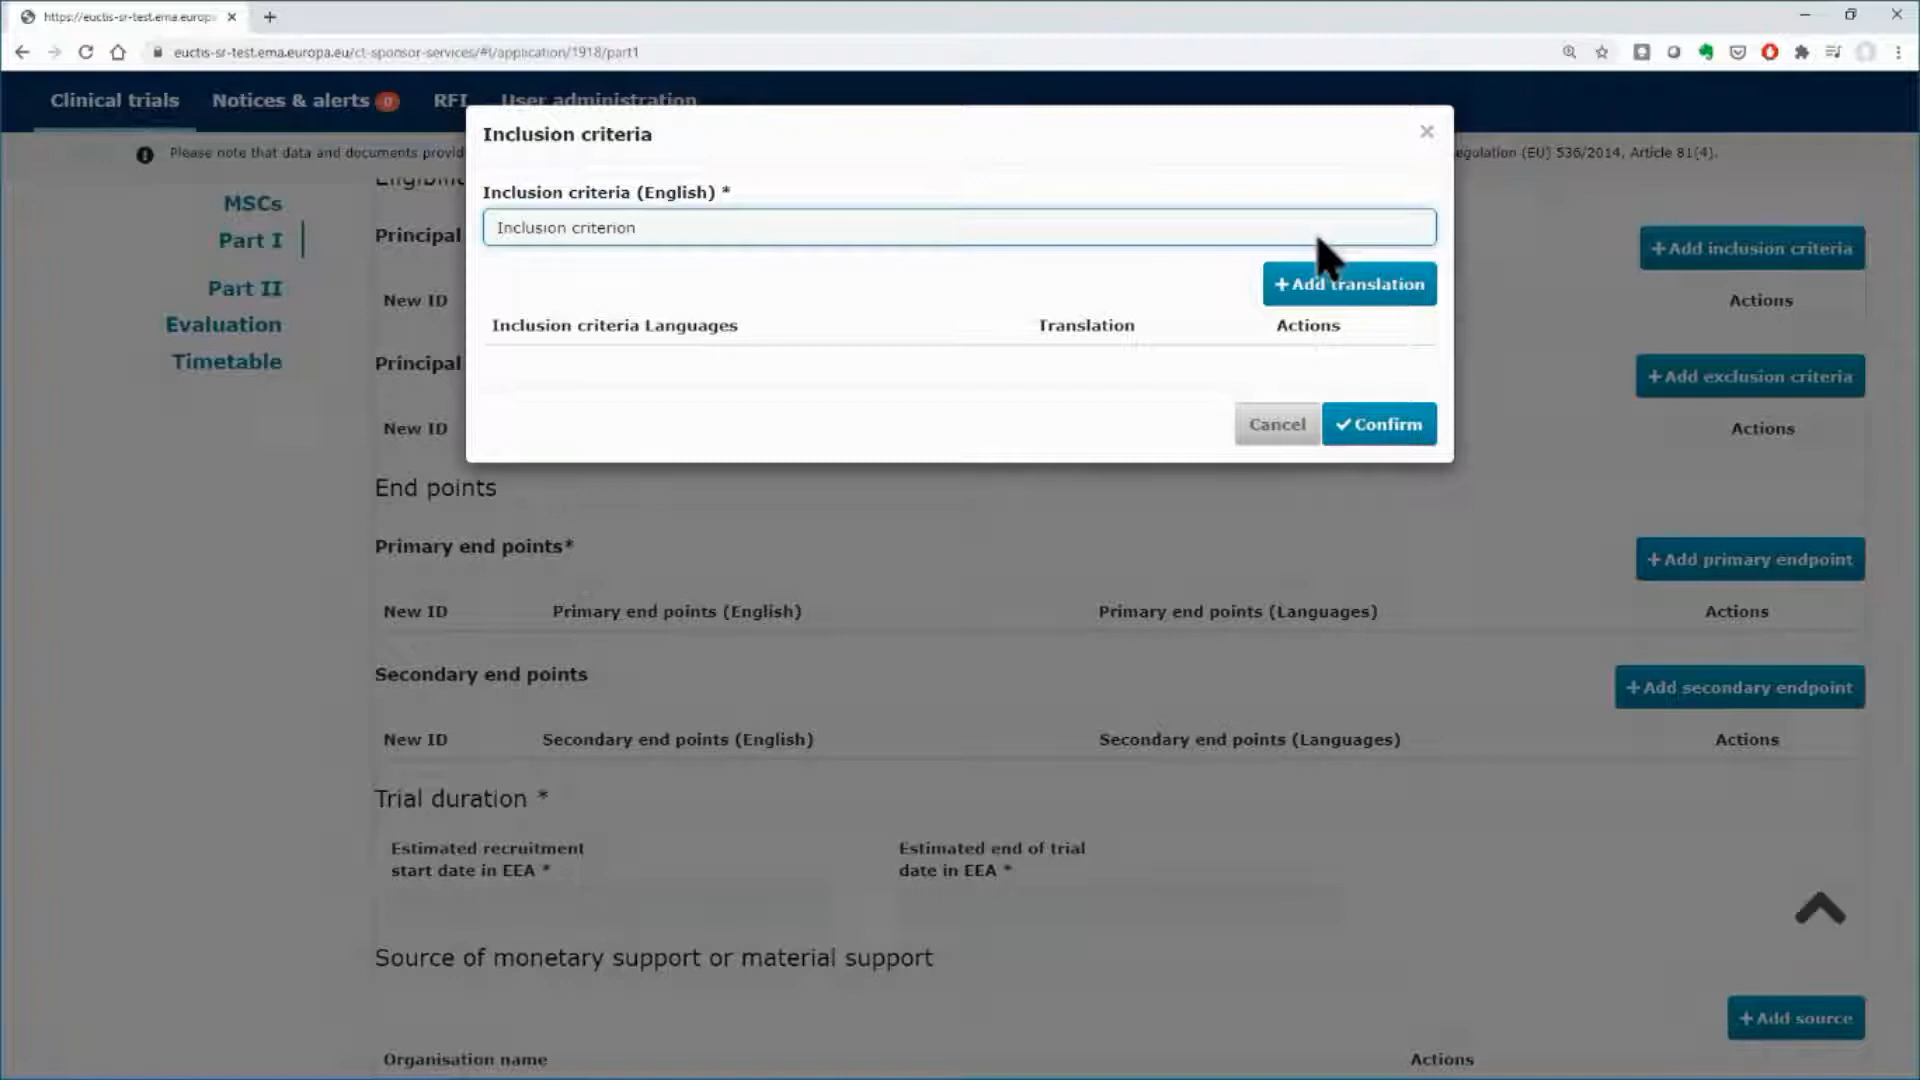 https://euctis-sr-test.ema.europ
euctis-sr-test.ema.europa.eu/ct-sponsor-services/#!/application/1918/part1
Clinical trials
Notices & alerts 0
RFI
User administration
Please note that data and documents provid
egulation (EU) 536/2014, Article 81(4).
Inclusion criteria
Inclusion criteria (English) *
Inclusion criterion
+Add translation
Inclusion criteria Languages
Translation
Actions
Cancel
Confirm
MSCs
Part I
Part II
Evaluation
Timetable
Principal
+Add inclusion criteria
New ID
Actions
Principal
+Add exclusion criteria
New ID
Actions
End points
Primary end points*
+Add primary endpoint
New ID
Primary end points (English)
Primary end points (Languages)
Actions
Secondary end points
+Add secondary endpoint
New ID
Secondary end points (English)
Secondary end points (Languages)
Actions
Trial duration *
Estimated recruitment
start date in EEA *
Estimated end of trial
date in EEA *
Source of monetary support or material support
+Add source
Organisation name
Actions